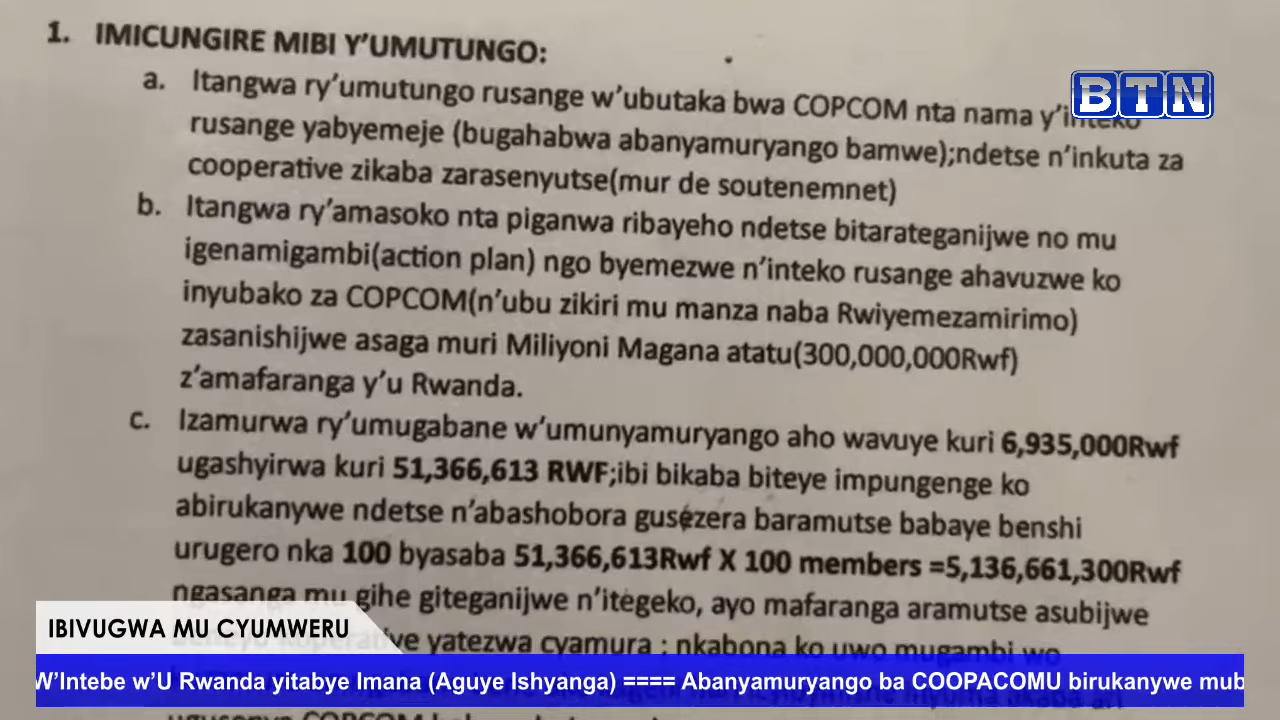 1. IMICUNGIRE MIBI Y’UMUTUNGO:
a. Itangwa ry’umutungo rusange w’ubutaka bwa COPCOM nta nama y’inteko
BTN
rusange yabyemeje (bugahabwa abanyamuryango bamwe);ndetse n’inkuta za
cooperative zikaba zarasenyutse(mur de soutenemnet)
b. Itangwa ry’amasoko nta piganwa ribayeho ndetse bitarateganijwe no mu
igenamigambi(action plan) ngo byemezwe n’inteko rusange ahavuzwe ko
inyubako za COPCOM(n’ubu zikiri mu manza naba Rwiyemezamirimo)
zasanishijwe asaga muri Miliyoni Magana atatu(300,000,000Rwf)
z’amafaranga y’u Rwanda.
c. Izamurwa ry’umugabane w’umunyamuryango aho wavuye kuri 6,935,000Rwf
ugashyirwa kuri 51,366,613 RWF;ibi bikaba biteye impungenge ko
abirukanywe ndetse n’abashobora gusezera baramutse babaye benshi
urugero nka 100 byasaba 51,366,613Rwf X 100 members =5,136,661,300Rwf
ngasanga mu gihe giteganijwe n’itegeko, ayo mafaranga aramutse asubijwe
yatezwa cyamura ; nkabona ko uwo mugambi wo
IBIVUGWA MU CYUMWERU
W’Intebe w’U Rwanda yitabye Imana (Aguye Ishyanga) ==== Abanyamuryango ba COOPACOMU birukanywe mub